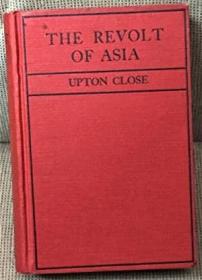 THE REVOLT
OF ASIA
UPTON CLOSE